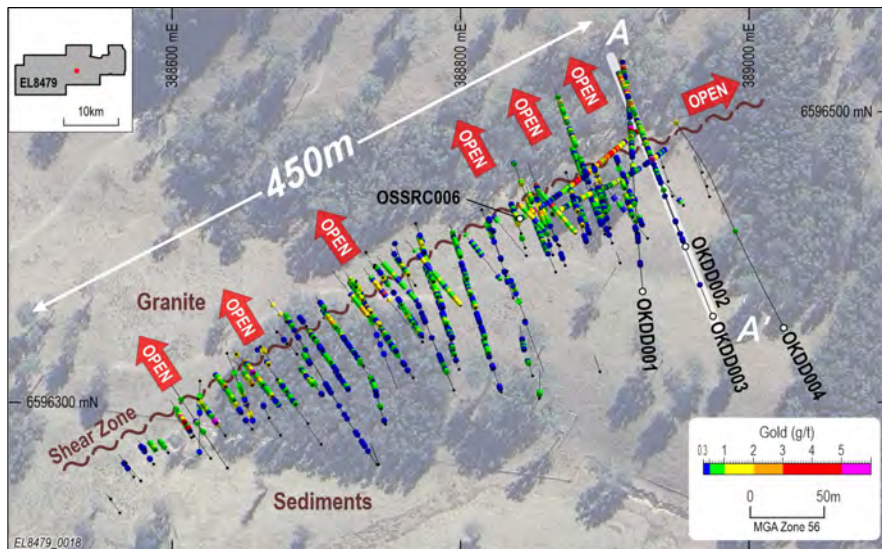 388600 mE
388800 mE
389000 mE
EL8479
10km
A
OPEN
OPEN
OPEN
OPEN
6596500 mN
450m
OSSRC006
OPEN
Granite
OPEN
OKDD002
OKDD001
OKDD003
A'
OKDD004
OPEN
6596300 mN
Shear Zone
Sediments
Gold (g/t)
0.3 1 2 3 4 5
0 50m
MGA Zone 56
EL8479_0018